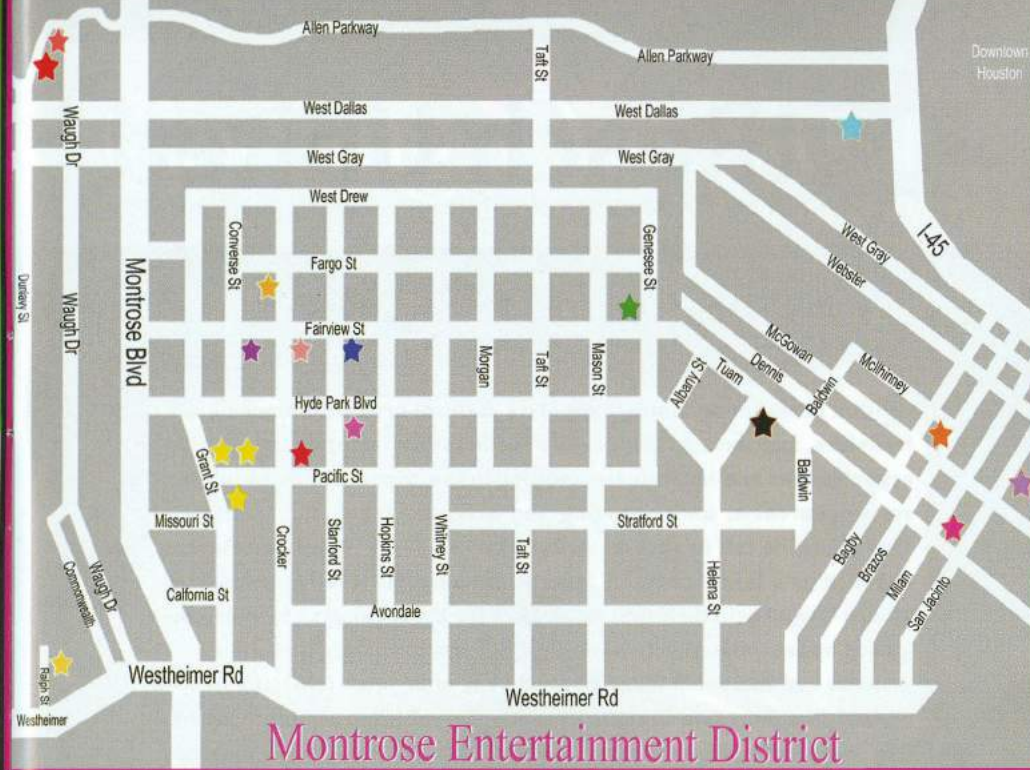 Allen Parkway
Allen Parkway
Downtown
Houston
Taft St
West Dallas
West Dallas
Waugh Dr
West Gray
West Gray
West Drew
Converse St
Genesee St
West Gray
I-45
Fargo St
Webster
Dunlavy St.
Waugh Dr
Montrose Blvd
Fairview St
McGowan
Morgan
Taft St
Mason St
Albany St
Tuam
Dennis
Baldwin
McIlhinney
Hyde Park Blvd
Grant St
Pacific St
Baldwin
Missouri St
Crocker
Stanford St
Hopkins St
Whitney St
Taft St
Stratford St
Bagby
Brazos
Milam
San Jacinto
Commonwealth
Waugh Dr
Calfornia St
Avondale
Helena St
Ralph St
Westheimer Rd
Westheimer Rd
Westheimer
Montrose Entertainment District